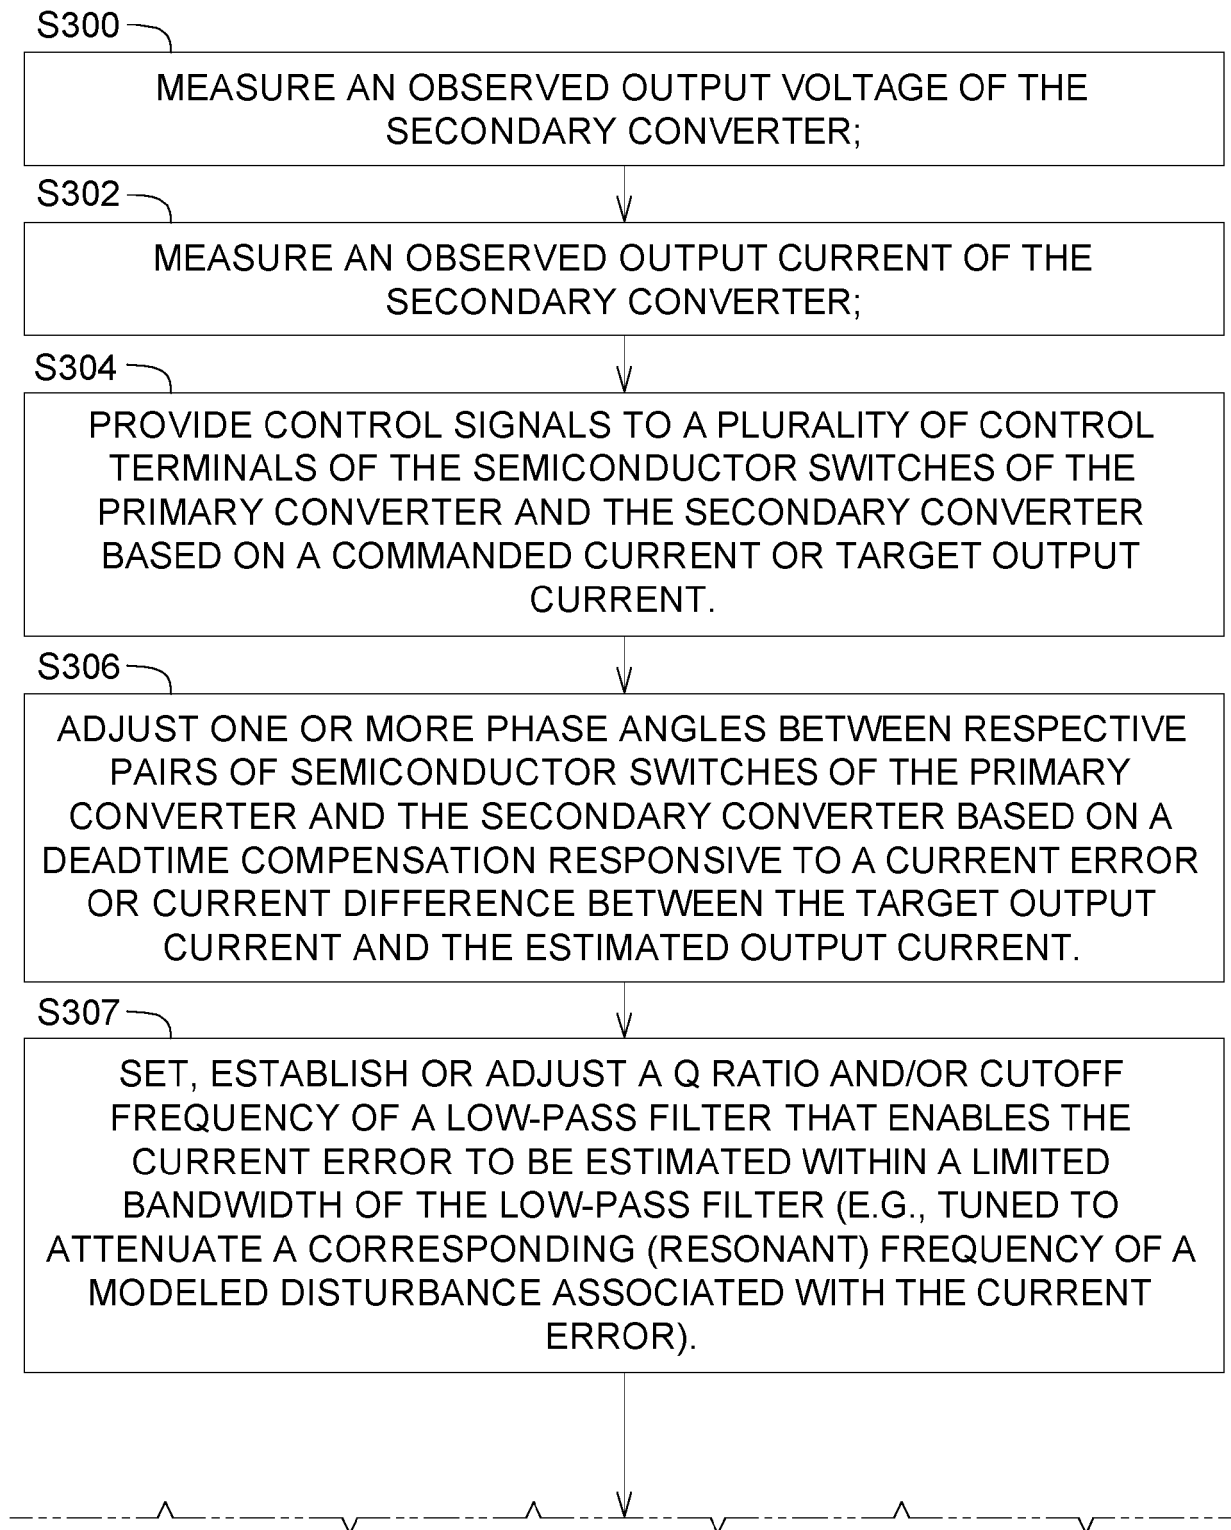 S300
MEASURE AN OBSERVED OUTPUT VOLTAGE OF THE
SECONDARY CONVERTER;
S302
MEASURE AN OBSERVED OUTPUT CURRENT OF THE
SECONDARY CONVERTER;
S304
PROVIDE CONTROL SIGNALS TO A PLURALITY OF CONTROL
TERMINALS OF THE SEMICONDUCTOR SWITCHES OF THE
PRIMARY CONVERTER AND THE SECONDARY CONVERTER
BASED ON A COMMANDED CURRENT OR TARGET OUTPUT
CURRENT.
S306
ADJUST ONE OR MORE PHASE ANGLES BETWEEN RESPECTIVE
PAIRS OF SEMICONDUCTOR SWITCHES OF THE PRIMARY
CONVERTER AND THE SECONDARY CONVERTER BASED ON A
DEADTIME COMPENSATION RESPONSIVE TO A CURRENT ERROR
OR CURRENT DIFFERENCE BETWEEN THE TARGET OUTPUT
CURRENT AND THE ESTIMATED OUTPUT CURRENT.
S307
SET, ESTABLISH OR ADJUST A Q RATIO AND/OR CUTOFF
FREQUENCY OF A LOW-PASS FILTER THAT ENABLES THE
CURRENT ERROR TO BE ESTIMATED WITHIN A LIMITED
BANDWIDTH OF THE LOW-PASS FILTER (E.G., TUNED TO
ATTENUATE A CORRESPONDING (RESONANT) FREQUENCY OF A
MODELED DISTURBANCE ASSOCIATED WITH THE CURRENT
ERROR).